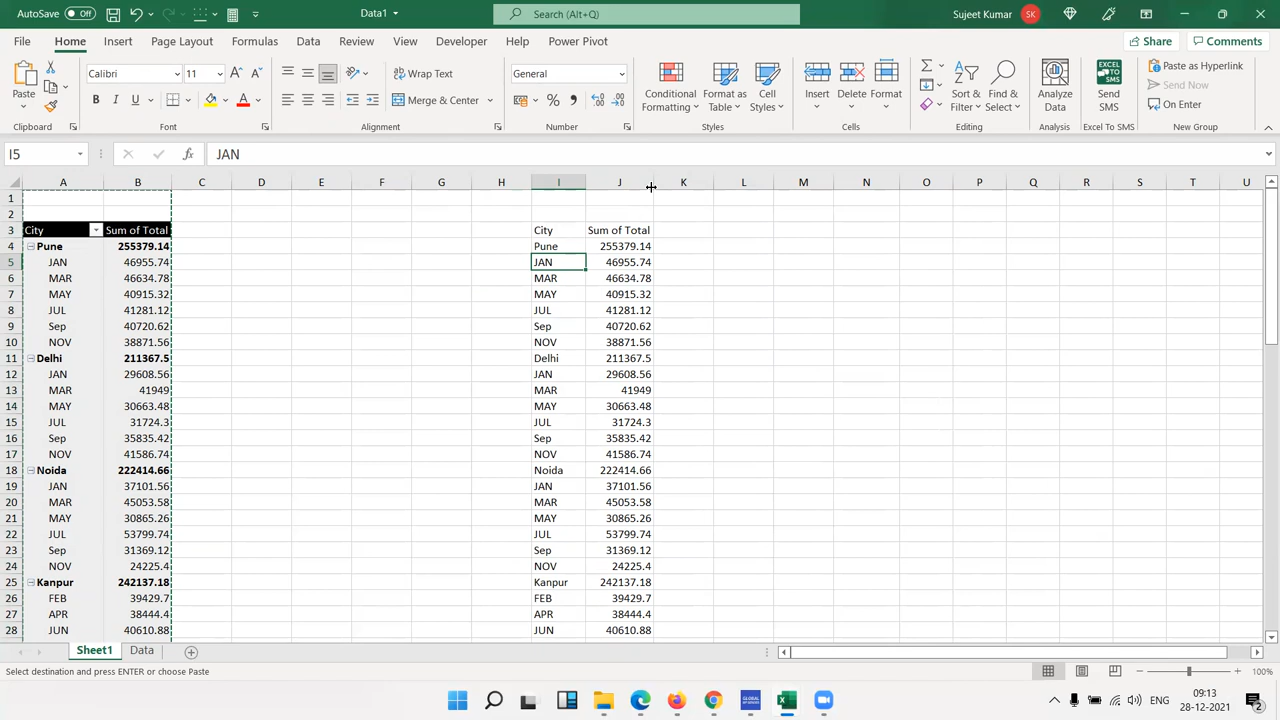 AutoSave Off Data1 Search (Alt+Q) Sujeet Kumar SK
File Home Insert Page Layout Formulas Data Review View Developer Help Power Pivot Share Comments
Paste Calibri 11 Wrap Text General Conditional Formatting Format as Table Cell Styles Insert Delete Format Sort & Filter Find & Select Analyze Data Send SMS Paste as Hyperlink
B I U A Merge & Center % Send Now
On Enter
Clipboard Font Alignment Number Styles Cells Editing Analysis Excel To SMS New Group
I5 fx JAN
A B C D E F G H I J K L M N O P Q R S T U
1
2
3 City Sum of Total City Sum of Total
4 Pune 255379.14 Pune 255379.14
5 JAN 46955.74 JAN 46955.74
6 MAR 46634.78 MAR 46634.78
7 MAY 40915.32 MAY 40915.32
8 JUL 41281.12 JUL 41281.12
9 Sep 40720.62 Sep 40720.62
10 NOV 38871.56 NOV 38871.56
11 Delhi 211367.5 Delhi 211367.5
12 JAN 29608.56 JAN 29608.56
13 MAR 41949 MAR 41949
14 MAY 30663.48 MAY 30663.48
15 JUL 31724.3 JUL 31724.3
16 Sep 35835.42 Sep 35835.42
17 NOV 41586.74 NOV 41586.74
18 Noida 222414.66 Noida 222414.66
19 JAN 37101.56 JAN 37101.56
20 MAR 45053.58 MAR 45053.58
21 MAY 30865.26 MAY 30865.26
22 JUL 53799.74 JUL 53799.74
23 Sep 31369.12 Sep 31369.12
24 NOV 24225.4 NOV 24225.4
25 Kanpur 242137.18 Kanpur 242137.18
26 FEB 39429.7 FEB 39429.7
27 APR 38444.4 APR 38444.4
28 JUN 40610.88 JUN 40610.88
Sheet1 Data
Select destination and press ENTER or choose Paste 100%
ENG 09:13
28-12-2021 2